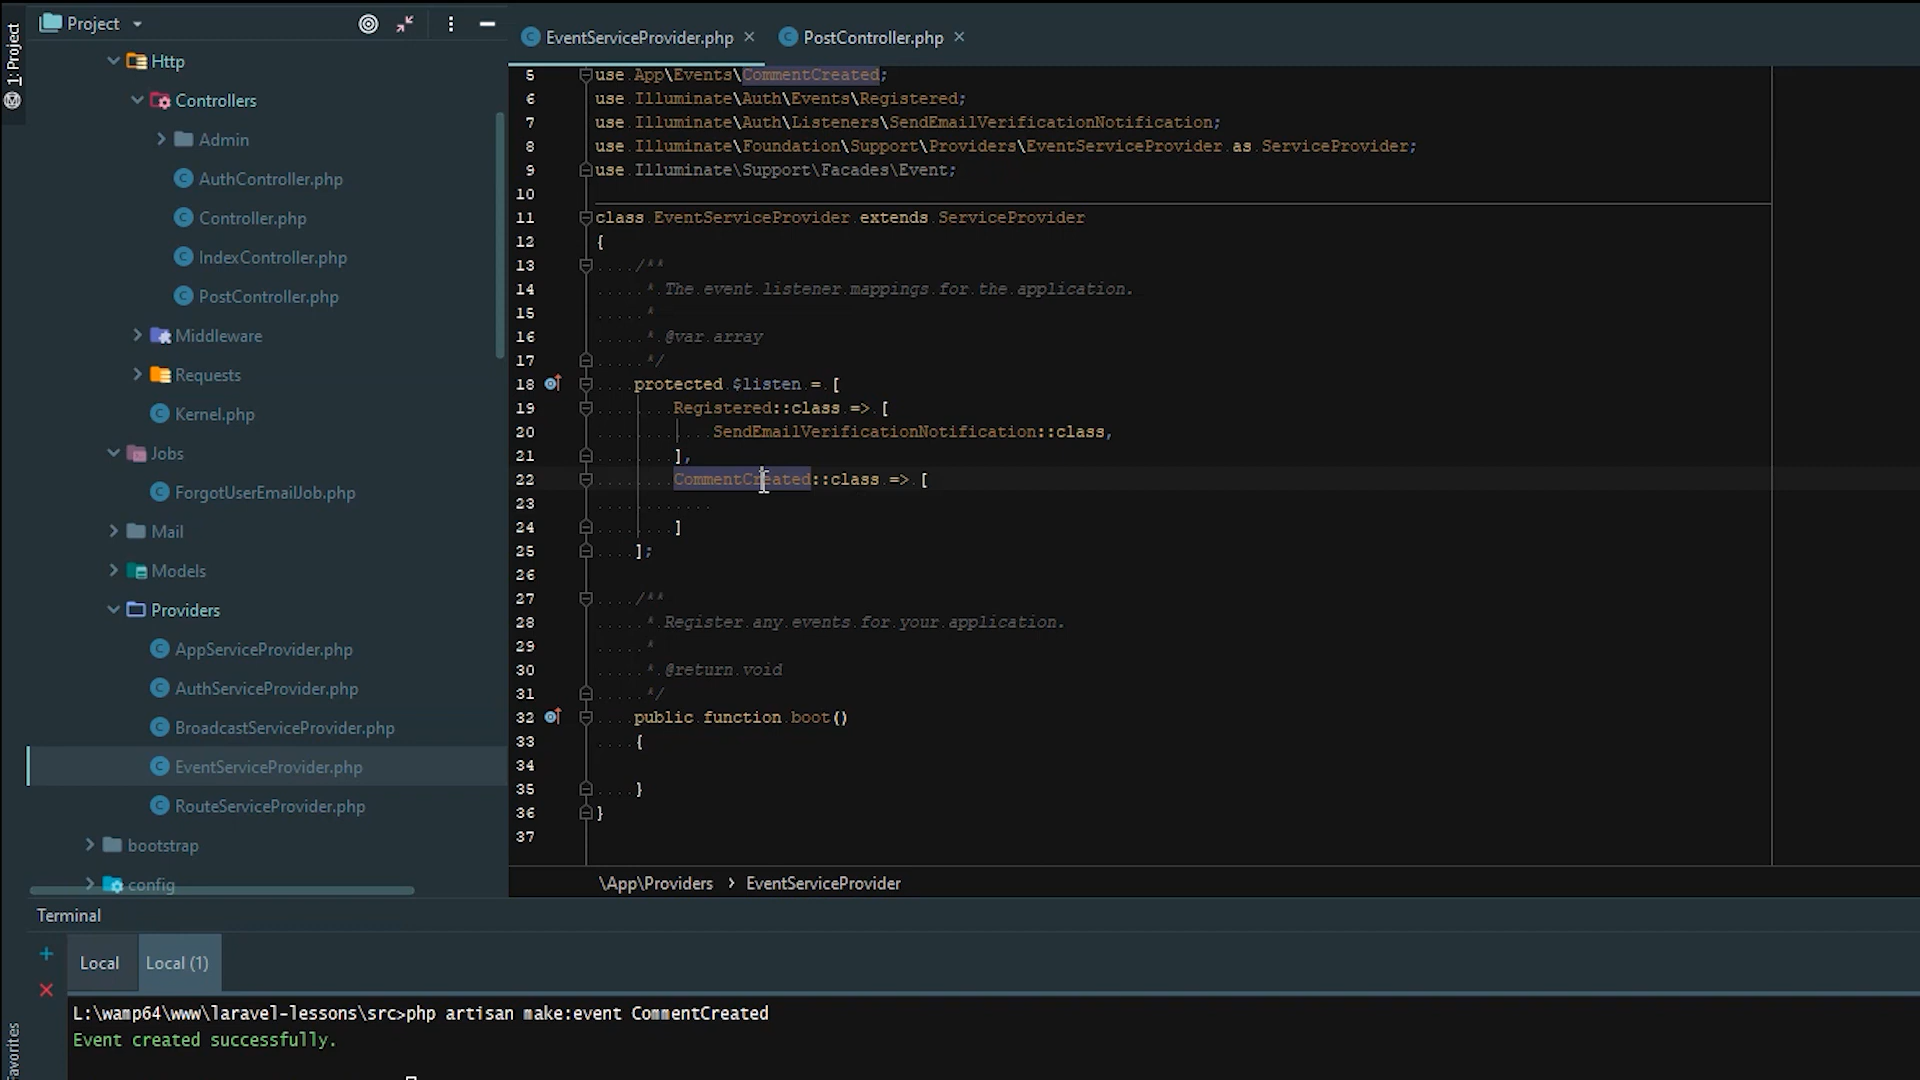 1: Project
Project
Http
Controllers
Admin
AuthController.php
Controller.php
IndexController.php
PostController.php
Middleware
Requests
Kernel.php
Jobs
ForgotUserEmailJob.php
Mail
Models
Providers
AppServiceProvider.php
AuthServiceProvider.php
BroadcastServiceProvider.php
EventServiceProvider.php
RouteServiceProvider.php
bootstrap
config
EventServiceProvider.php
PostController.php
5 use App\Events\CommentCreated;
6 use Illuminate\Auth\Events\Registered;
7 use Illuminate\Auth\Listeners\SendEmailVerificationNotification;
8 use Illuminate\Foundation\Support\Providers\EventServiceProvider as ServiceProvider;
9 use Illuminate\Support\Facades\Event;
10
11 class EventServiceProvider extends ServiceProvider
12 {
13 /**
14 * The event listener mappings for the application.
15 *
16 * @var array
17 */
18 protected $listen = [
19 Registered::class => [
20 SendEmailVerificationNotification::class,
21 ],
22 CommentCreated::class => [
23
24 ]
25 ];
26
27 /**
28 * Register any events for your application.
29 *
30 * @return void
31 */
32 public function boot()
33 {
34
35 }
36 }
37
\App\Providers › EventServiceProvider
Terminal
Local
Local (1)
L:\wamp64\www\laravel-lessons\src>php artisan make:event CommentCreated
Event created successfully.
Favorites